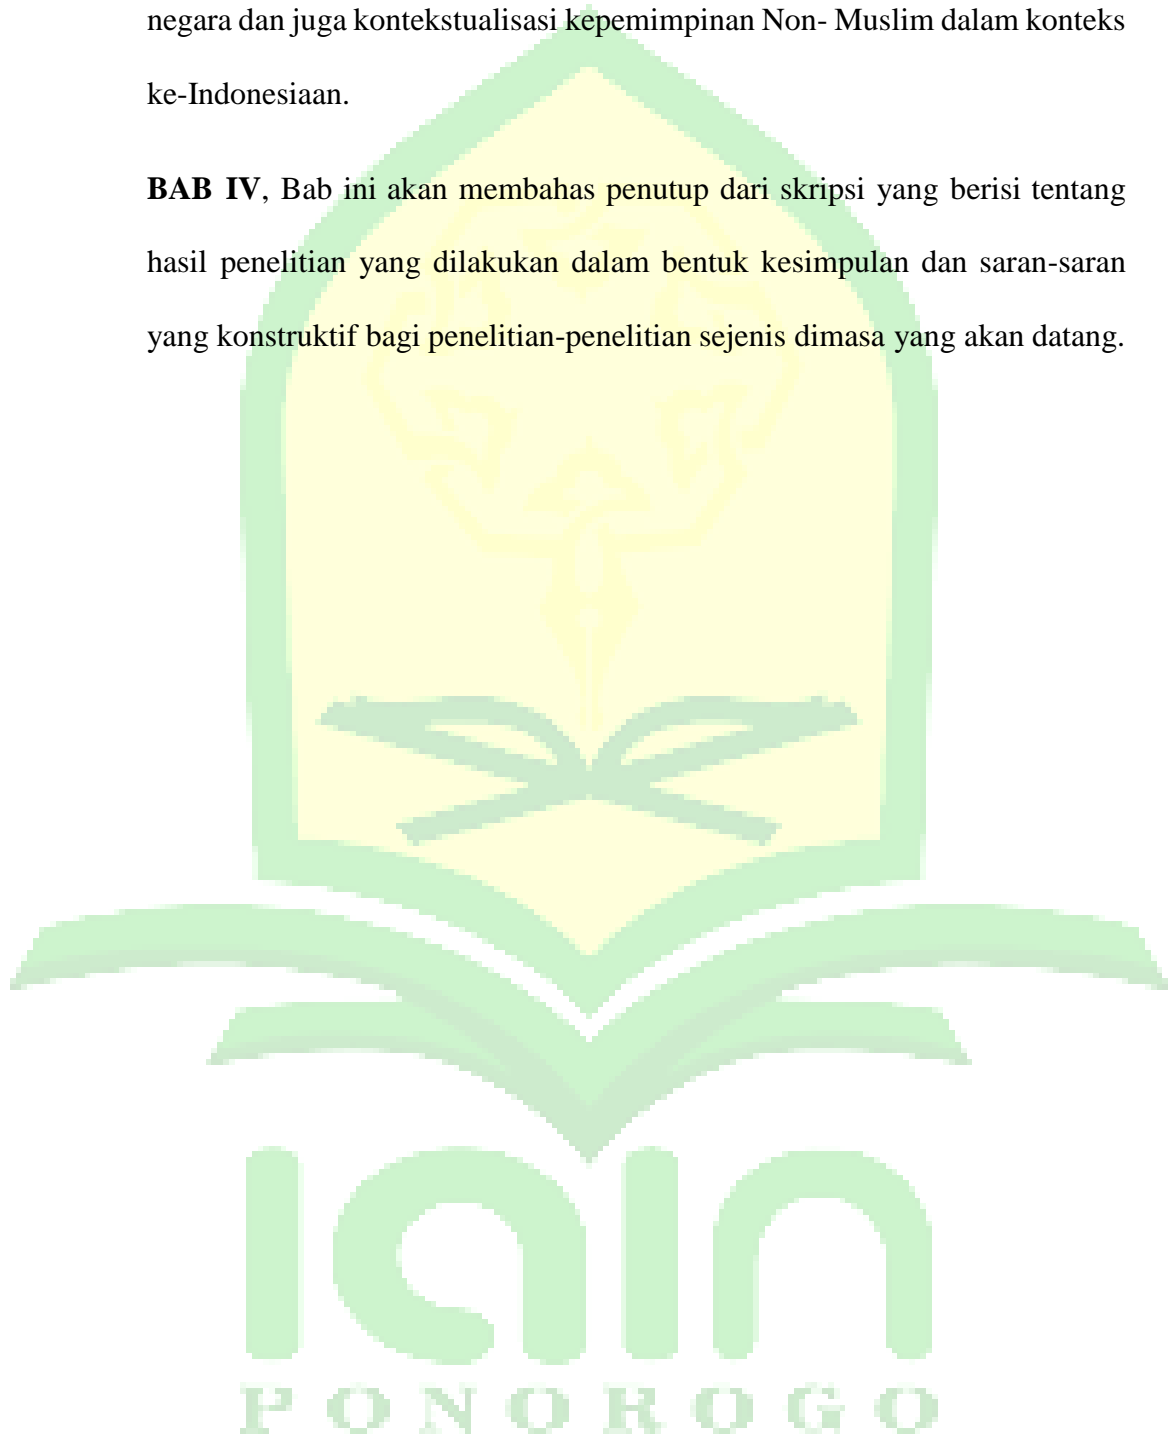 negara dan juga kontekstualisasi kepemimpinan Non- Muslim dalam konteks
ke-Indonesiaan.
BAB IV, Bab ini akan membahas penutup dari skripsi yang berisi tentang
hasil penelitian yang dilakukan dalam bentuk kesimpulan dan saran-saran
yang konstruktif bagi penelitian-penelitian sejenis dimasa yang akan datang.
IAIN
PONOROGO